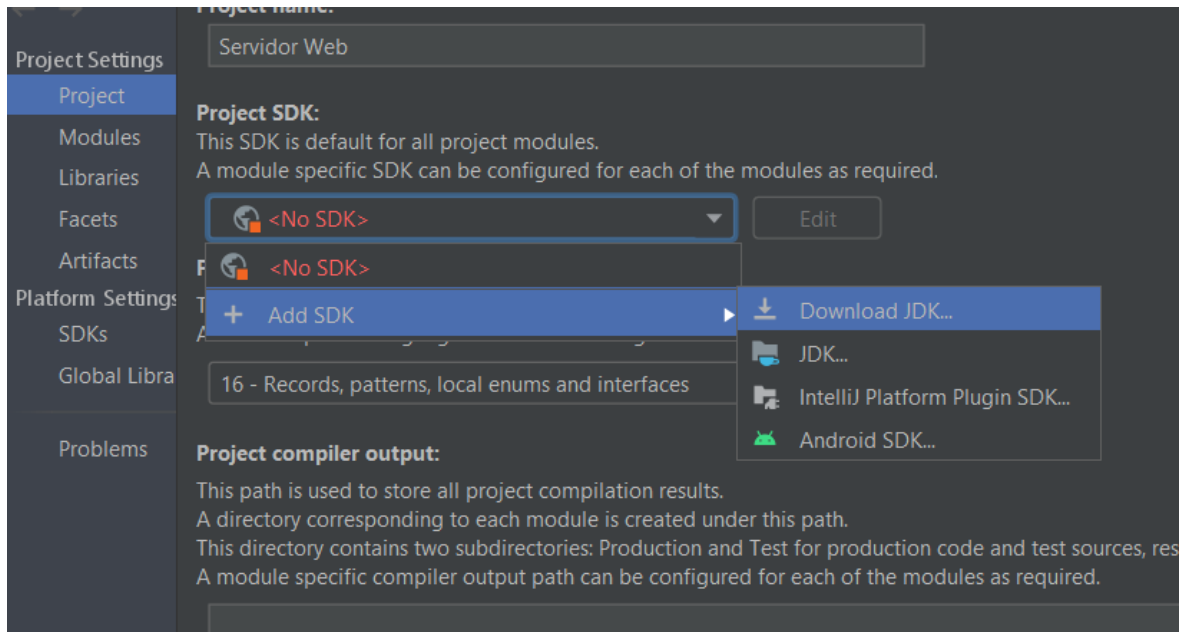 Project name:
Servidor Web
Project Settings
Project
Modules
Libraries
Facets
Artifacts
Platform Settings
SDKs
Global Libra
Problems
Project SDK:
This SDK is default for all project modules.
A module specific SDK can be configured for each of the modules as required.
<No SDK>
Edit
<No SDK>
+ Add SDK
Download JDK...
JDK...
IntelliJ Platform Plugin SDK...
Android SDK...
16 - Records, patterns, local enums and interfaces
Project compiler output:
This path is used to store all project compilation results.
A directory corresponding to each module is created under this path.
This directory contains two subdirectories: Production and Test for production code and test sources, res
A module specific compiler output path can be configured for each of the modules as required.